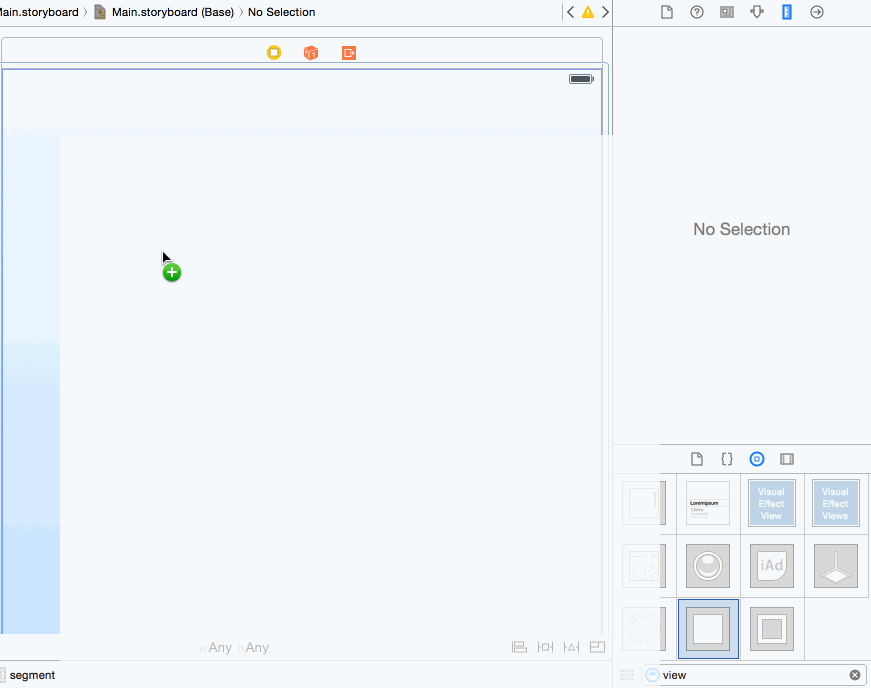 Main.storyboard
Main.storyboard (Base)
No Selection
No Selection
Visual
Effect
View
Visual
Effect
Views
Lorem ipsum
iAd
wAny hAny
segment
view